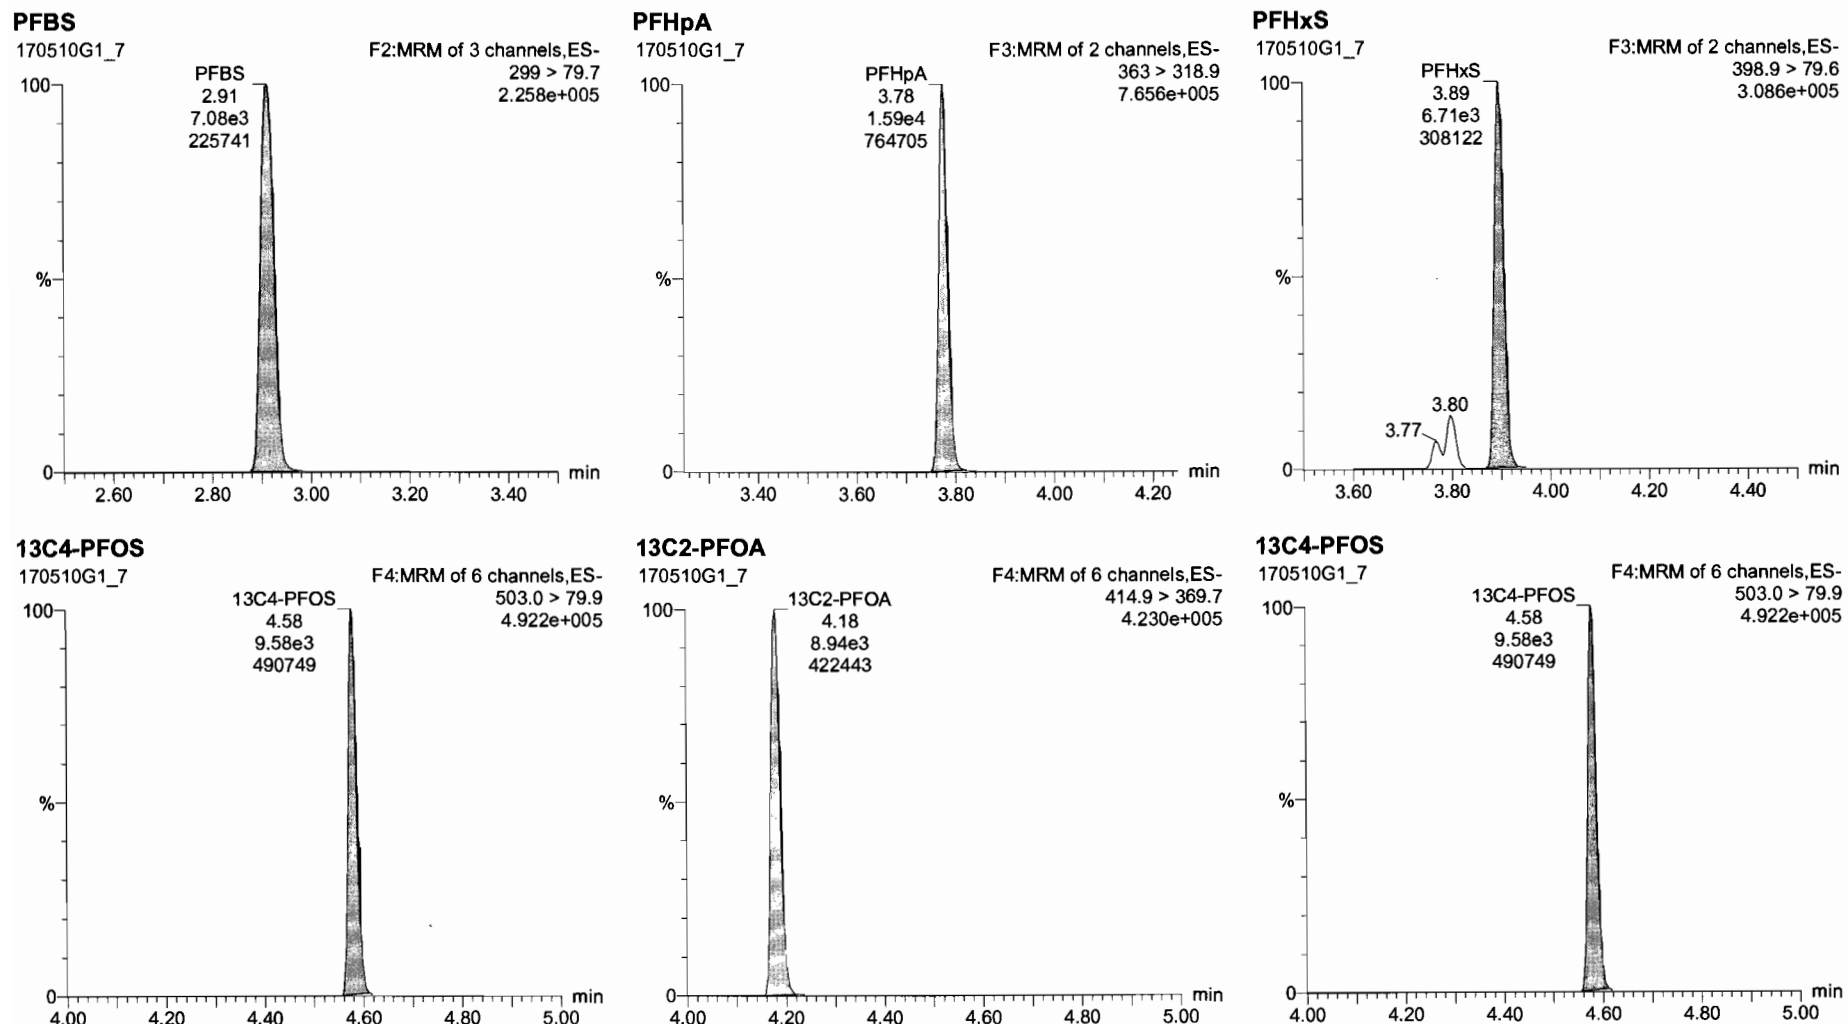 PFBS
170510G1_7
F2:MRM of 3 channels,ES-
299 > 79.7
2.258e+005
PFBS
2.91
7.08e3
225741
100
%
0
2.60 2.80 3.00 3.20 3.40 min
PFHpA
170510G1_7
F3:MRM of 2 channels,ES-
363 > 318.9
7.656e+005
PFHpA
3.78
1.59e4
764705
100
%
0
3.40 3.60 3.80 4.00 4.20 min
PFHxS
170510G1_7
F3:MRM of 2 channels,ES-
398.9 > 79.6
3.086e+005
PFHxS
3.89
6.71e3
308122
100
%
3.80
3.77
0
3.60 3.80 4.00 4.20 4.40 min
13C4-PFOS
170510G1_7
F4:MRM of 6 channels,ES-
503.0 > 79.9
4.922e+005
13C4-PFOS
4.58
9.58e3
490749
100
%
0
4.00 4.20 4.40 4.60 4.80 5.00 min
13C2-PFOA
170510G1_7
F4:MRM of 6 channels,ES-
414.9 > 369.7
4.230e+005
13C2-PFOA
4.18
8.94e3
422443
100
%
0
4.00 4.20 4.40 4.60 4.80 5.00 min
13C4-PFOS
170510G1_7
F4:MRM of 6 channels,ES-
503.0 > 79.9
4.922e+005
13C4-PFOS
4.58
9.58e3
490749
100
%
0
4.00 4.20 4.40 4.60 4.80 5.00 min